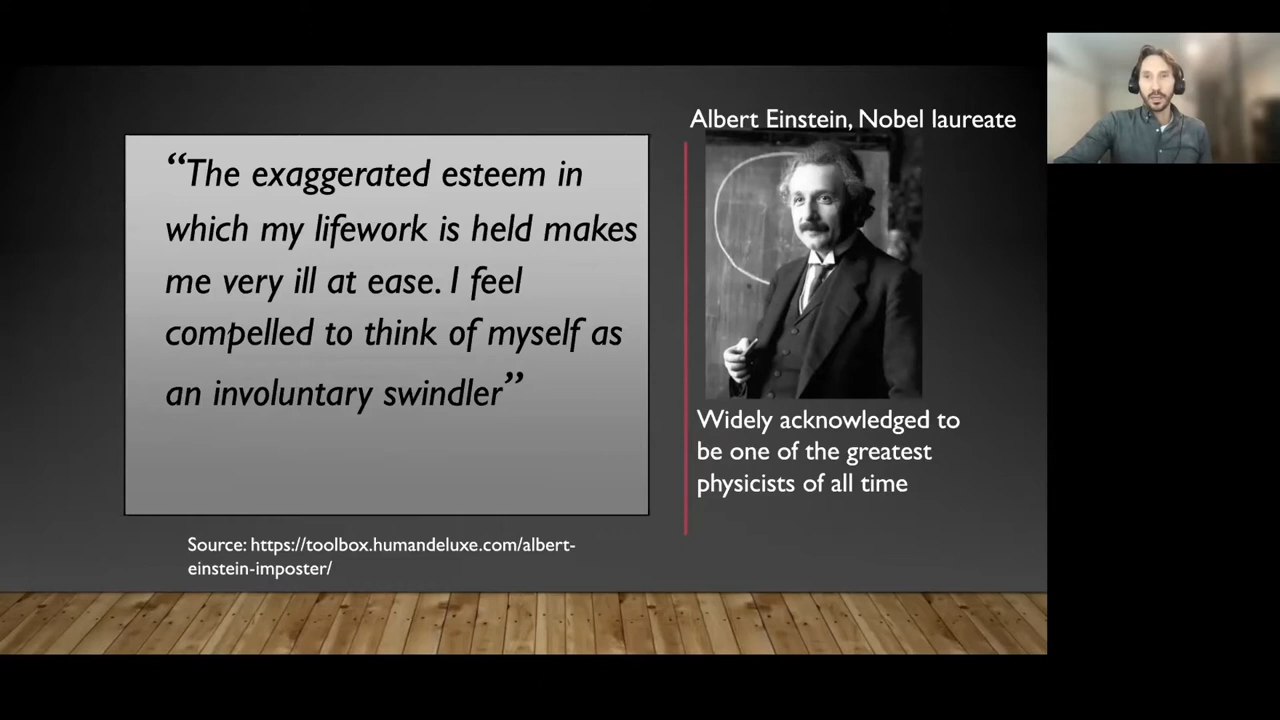 Albert Einstein, Nobel laureate
“The exaggerated esteem in
which my lifework is held makes
me very ill at ease. I feel
compelled to think of myself as
an involuntary swindler”
Widely acknowledged to
be one of the greatest
physicists of all time
Source: https://toolbox.humandeluxe.com/albert-
einstein-imposter/